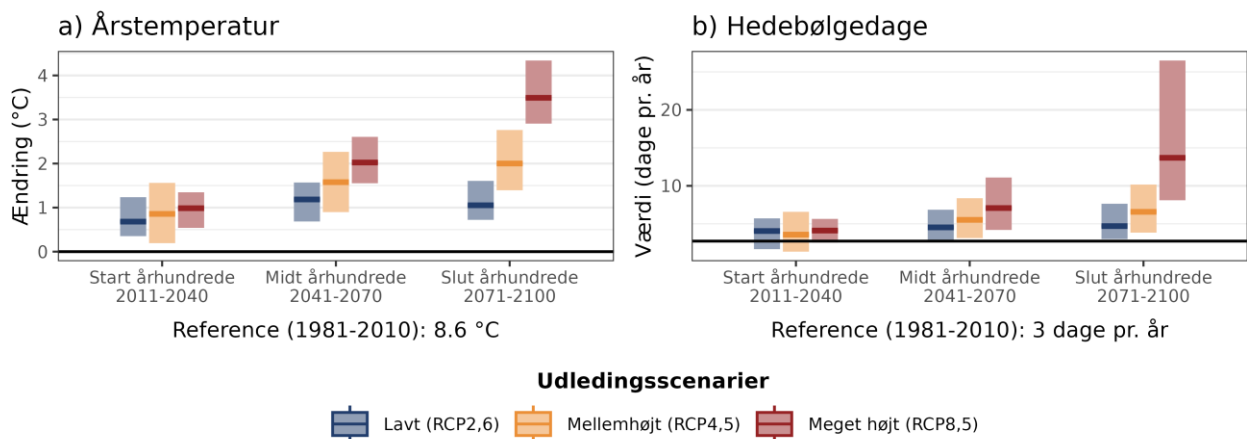 a) Årstemperatur
Ændring (°C)
4
3
2
1
0
Start århundrede
2011-2040
Midt århundrede
2041-2070
Slut århundrede
2071-2100
Reference (1981-2010): 8.6 °C
b) Hedebølgedage
Værdi (dage pr. år)
20
10
Start århundrede
2011-2040
Midt århundrede
2041-2070
Slut århundrede
2071-2100
Reference (1981-2010): 3 dage pr. år
Udledingsscenarier
Lavt (RCP2,6)
Mellemhøjt (RCP4,5)
Meget højt (RCP8,5)